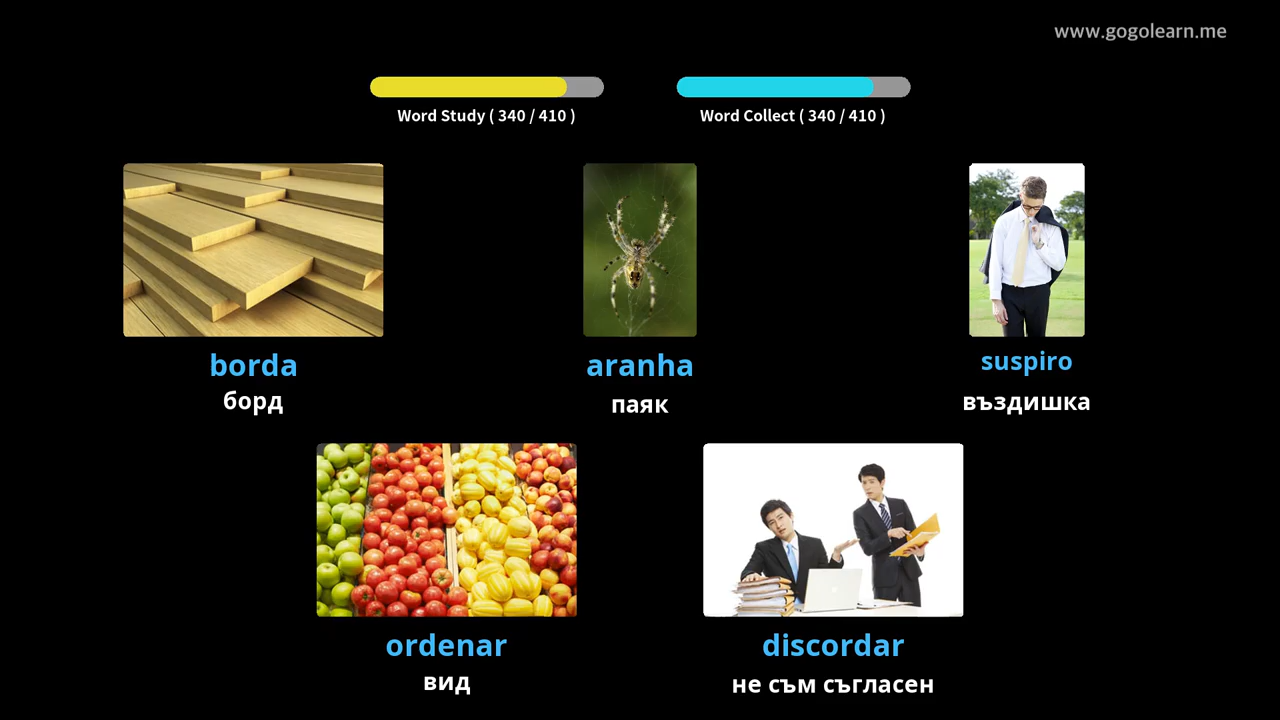 www.gogolearn.me
Word Study ( 340 / 410 )
Word Collect ( 340 / 410 )
borda
борд
aranha
паяк
suspiro
въздишка
ordenar
вид
discordar
не съм съгласен